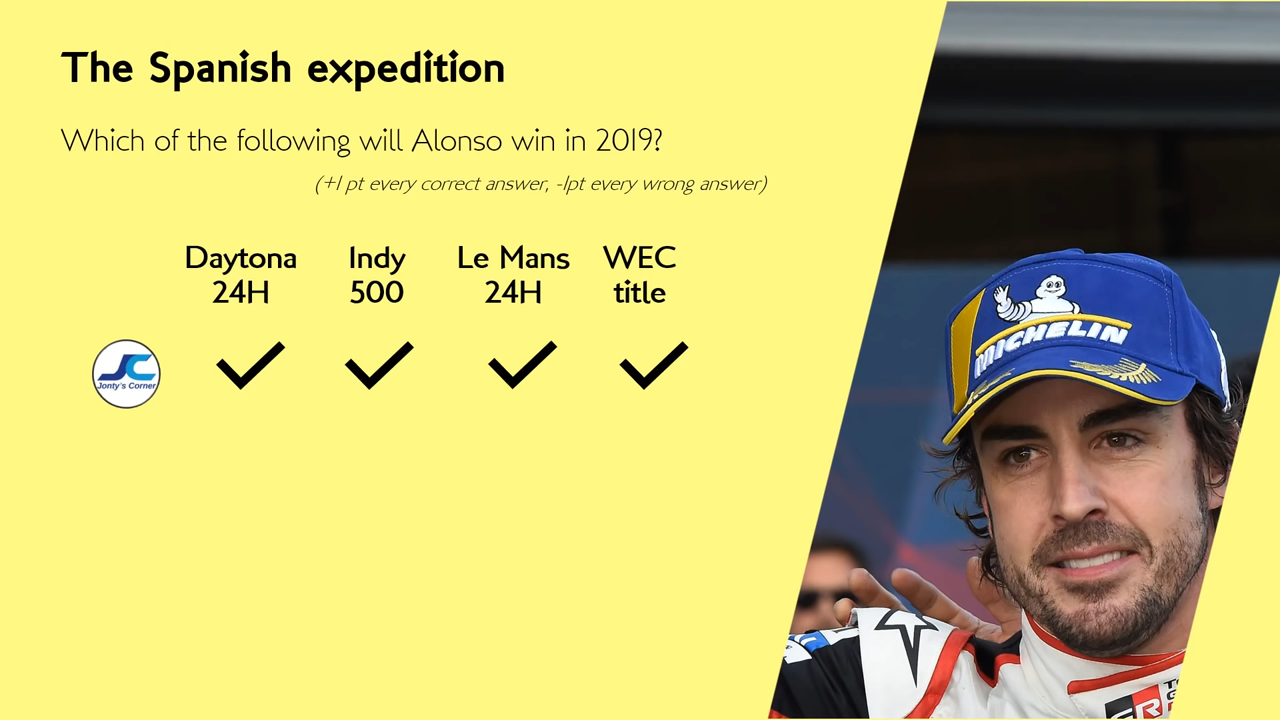 The Spanish expedition
Which of the following will Alonso win in 2019?
(+1 pt every correct answer, -1pt every wrong answer)
Daytona 24H
Indy 500
Le Mans 24H
WEC title
JC
Jonty's Corner
MICHELIN
GR